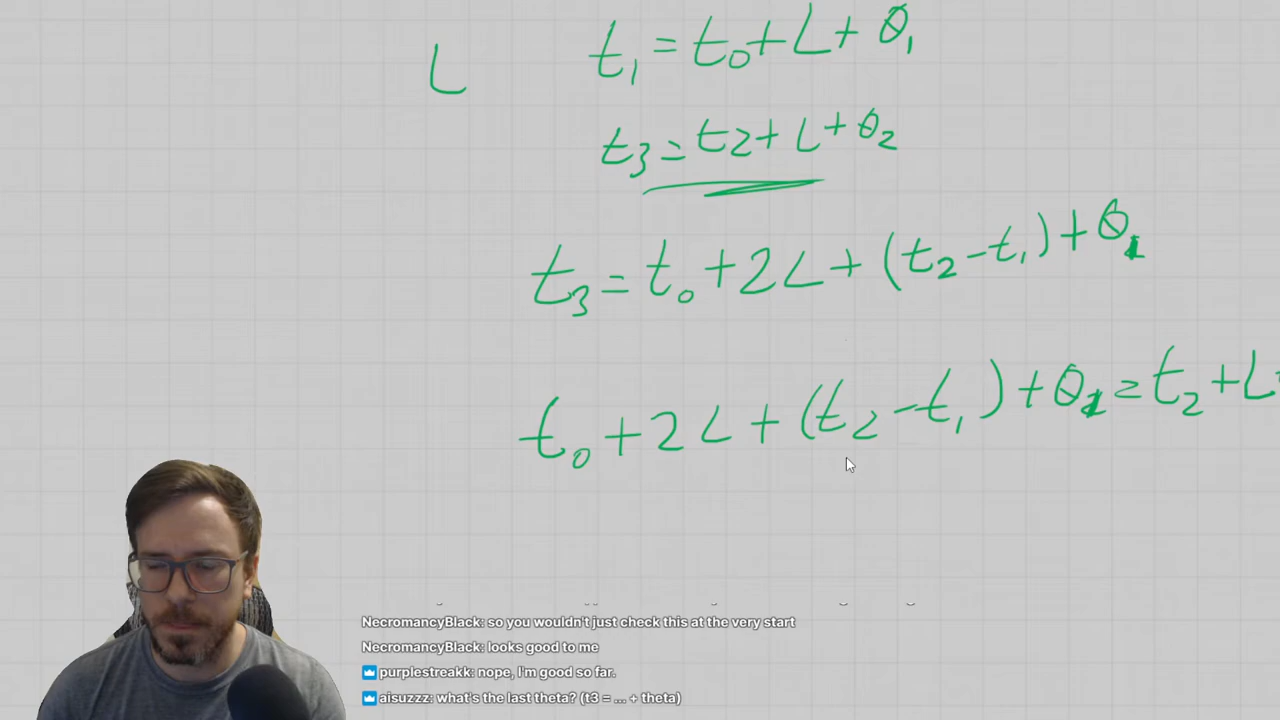 L
t₁ = t₀ + L + θ₁
t₃ = t₂ + L + θ₂
t₃ = t₀ + 2L + (t₂ - t₁) + θ₁
t₀ + 2L + (t₂ - t₁) + θ₁ = t₂ + L
NecromancyBlack: so you wouldn't just check this at the very start
NecromancyBlack: looks good to me
purplestreakk: nope, I'm good so far.
aisuzzz: what's the last theta? (t3 = ... + theta)